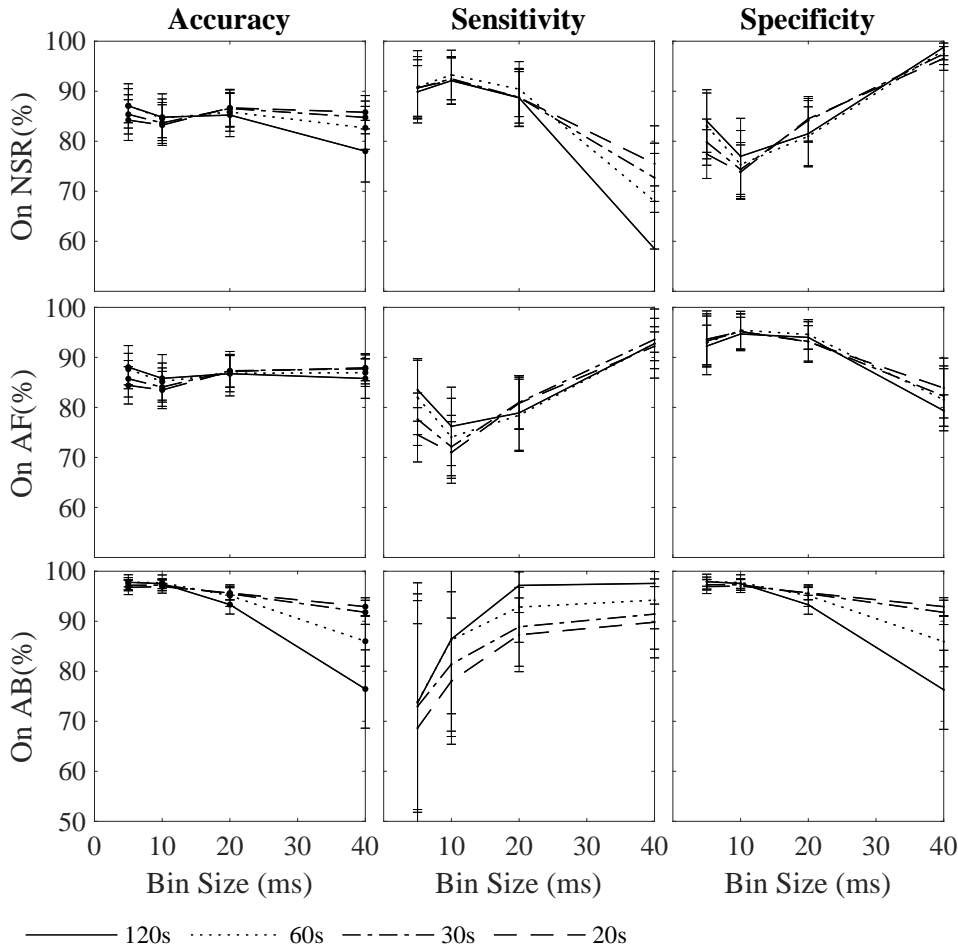 Accuracy Sensitivity Specificity
On NSR(%)
100
90
80
70
60
On AF(%)
100
90
80
70
60
On AB(%)
100
90
80
70
60
50
0 10 20 30 40 10 20 30 40 10 20 30 40
Bin Size (ms) Bin Size (ms) Bin Size (ms)
120s 60s 30s 20s